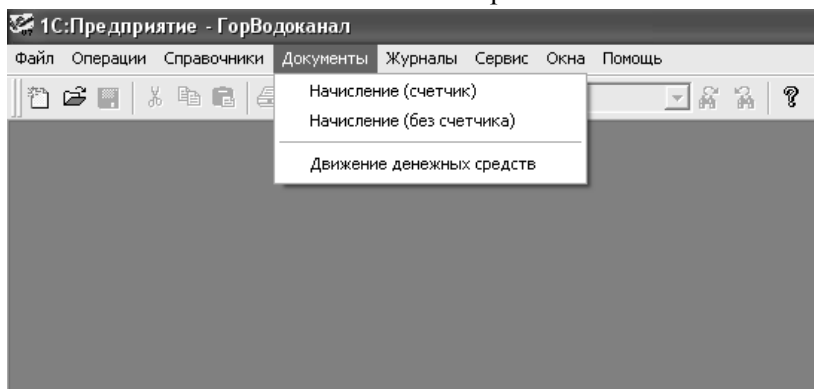 1С:Предприятие - ГорВодоканал
Файл Операции Справочники Документы Журналы Сервис Окна Помощь
Начисление (счетчик)
Начисление (без счетчика)
Движение денежных средств